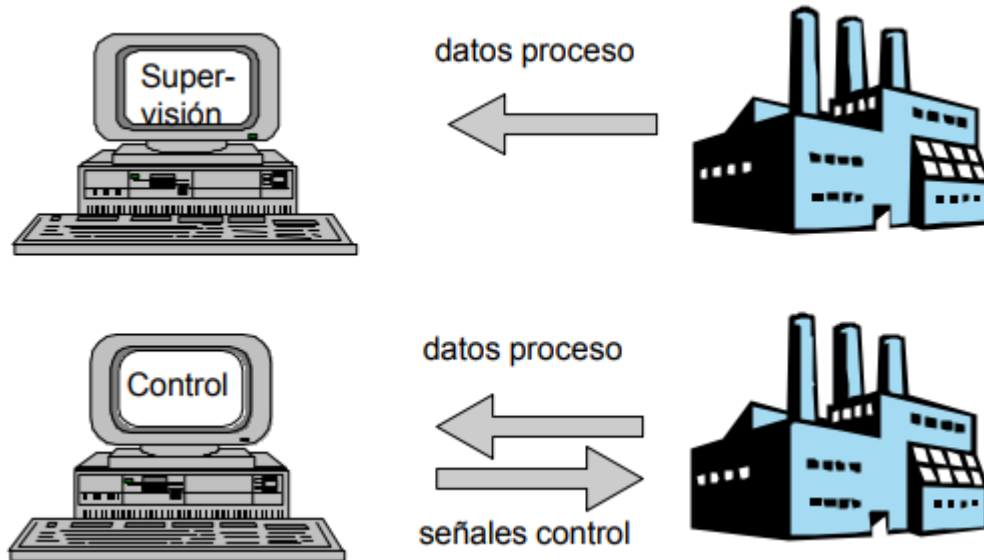 datos proceso
Super-
visión
datos proceso
Control
señales control